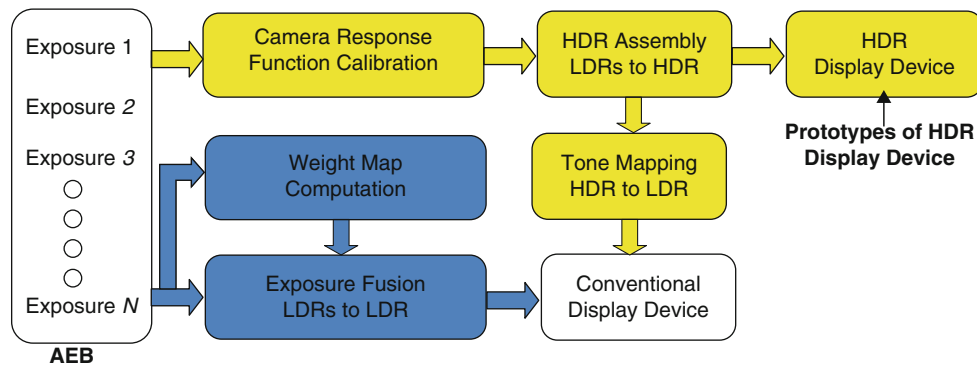 Exposure 1
Exposure 2
Exposure 3
Exposure N
AEB
Camera Response
Function Calibration
HDR Assembly
LDRs to HDR
HDR
Display Device
Prototypes of HDR
Display Device
Weight Map
Computation
Tone Mapping
HDR to LDR
Exposure Fusion
LDRs to LDR
Conventional
Display Device